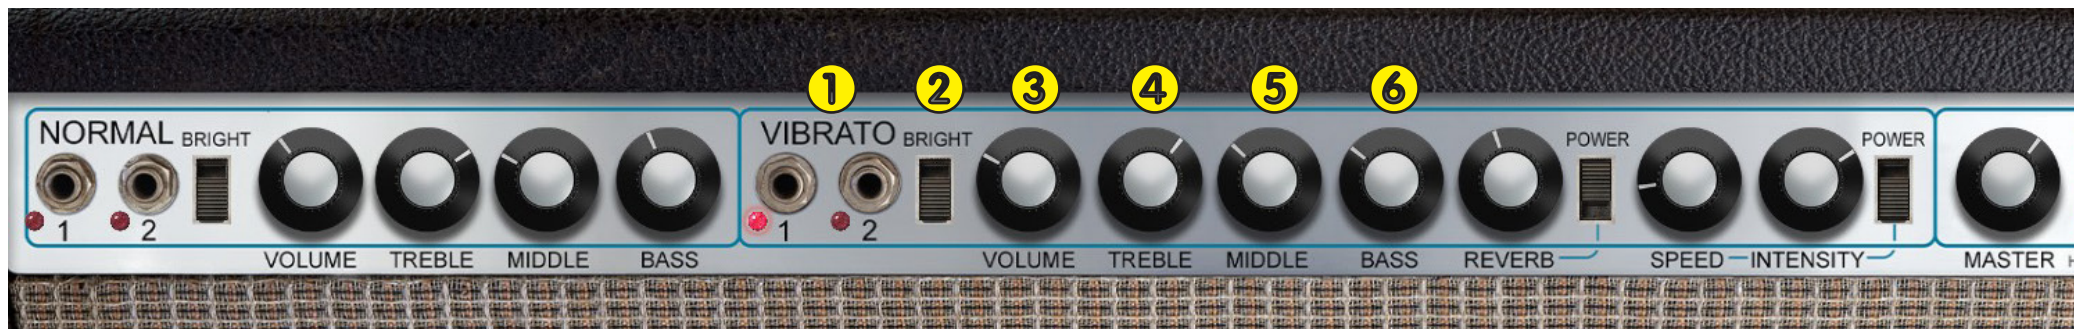 1 2 3 4 5 6
NORMAL BRIGHT
1 2
VOLUME TREBLE MIDDLE BASS
VIBRATO BRIGHT
1 2
POWER POWER
VOLUME TREBLE MIDDLE BASS REVERB SPEED INTENSITY
MASTER